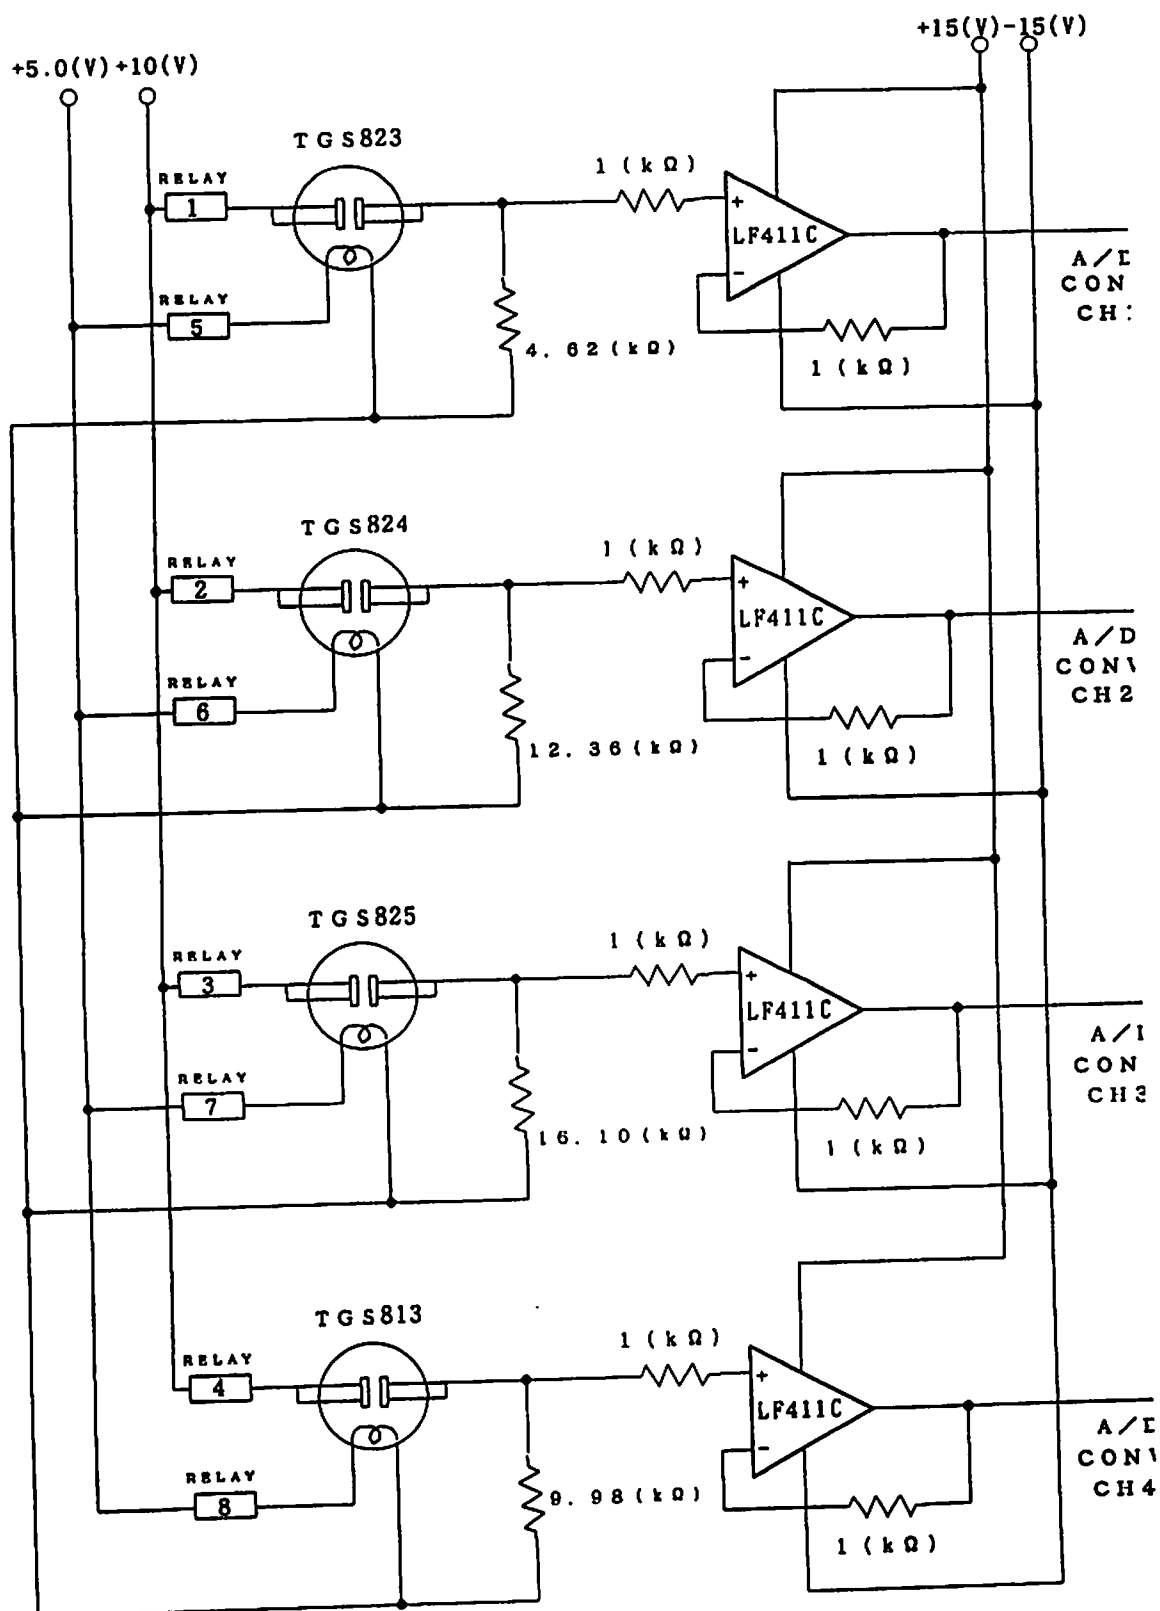 +15(V) -15(V)
+5.0(V) +10(V)
TGS823
RELAY
1
1 (kΩ)
+
LF411C
-
RELAY
5
4.62(kΩ)
1 (kΩ)
CH
TGS824
RELAY
2
1 (kΩ)
+
LF411C
-
A/D
RELAY
6
CH2
12.36(kΩ)
1 (kΩ)
TGS825
RELAY
3
1 (kΩ)
+
LF411C
-
RELAY
7
CH3
16.10(kΩ)
1 (kΩ)
TGS813
RELAY
4
1 (kΩ)
+
LF411C
-
RELAY
8
CH4
9.98(kΩ)
1 (kΩ)